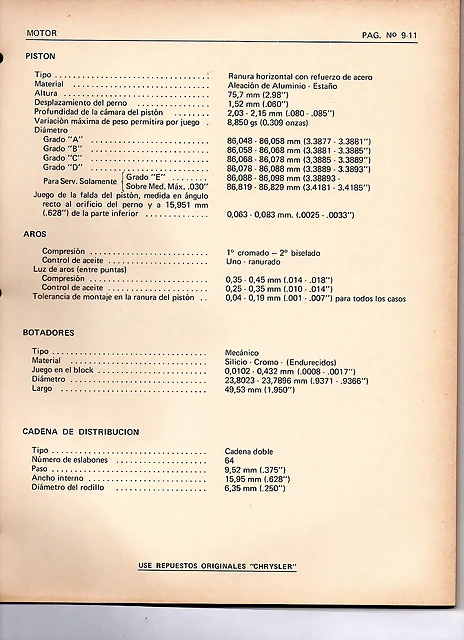 MOTOR PAG. Nº 9-11
PISTON
Tipo Ranura horizontal con refuerzo de acero
Material Aleación de Aluminio - Estaño
Altura 75,7 mm (2.98")
Desplazamiento del perno 1,52 mm (.060")
Profundidad de la cámara del pistón 2,03 - 2,15 mm (.080 - .085")
Variación máxima de peso permitira por juego 8,850 gs (0.309 onzas)
Diámetro
Grado "A" 86,048 - 86,058 mm (3.3877 - 3.3881")
Grado "B" 86,058 - 86,068 mm (3.3881 - 3.3885")
Grado "C" 86,068 - 86,078 mm (3.3885 - 3.3889")
Grado "D" 86,078 - 86,088 mm (3.3889 - 3.3893")
Para Serv. Solamente Grado "E" 86,088 - 86,098 mm (3.38893 -
Sobre Med. Máx. .030" 86,819 - 86,829 mm (3.4181 - 3.4185")
Juego de la falda del pistón, medida en ángulo
recto al orificio del perno y a 15,951 mm
(.628") de la parte inferior 0,063 - 0,083 mm. (.0025 - .0033")
AROS
Compresión 1º cromado — 2º biselado
Control de aceite Uno - ranurado
Luz de aros (entre puntas)
Compresión 0,35 - 0,45 mm (.014 - .018")
Control de aceite 0,25 - 0,35 mm (.010 - .014")
Tolerancia de montaje en la ranura del pistón 0,04 - 0,19 mm (.001 - .007") para todos los casos
BOTADORES
Tipo Mecánico
Material Silicio - Cromo - (Endurecidos)
Juego en el block 0,0102 - 0,432 mm (.0008 - .0017")
Diámetro 23,8023 - 23,7896 mm (.9371 - .9366")
Largo 49,53 mm (1.950")
CADENA DE DISTRIBUCION
Tipo Cadena doble
Número de eslabones 64
Paso 9,52 mm (.375")
Ancho interno 15,95 mm (.628")
Diámetro del rodillo 6,35 mm (.250")
USE REPUESTOS ORIGINALES "CHRYSLER"